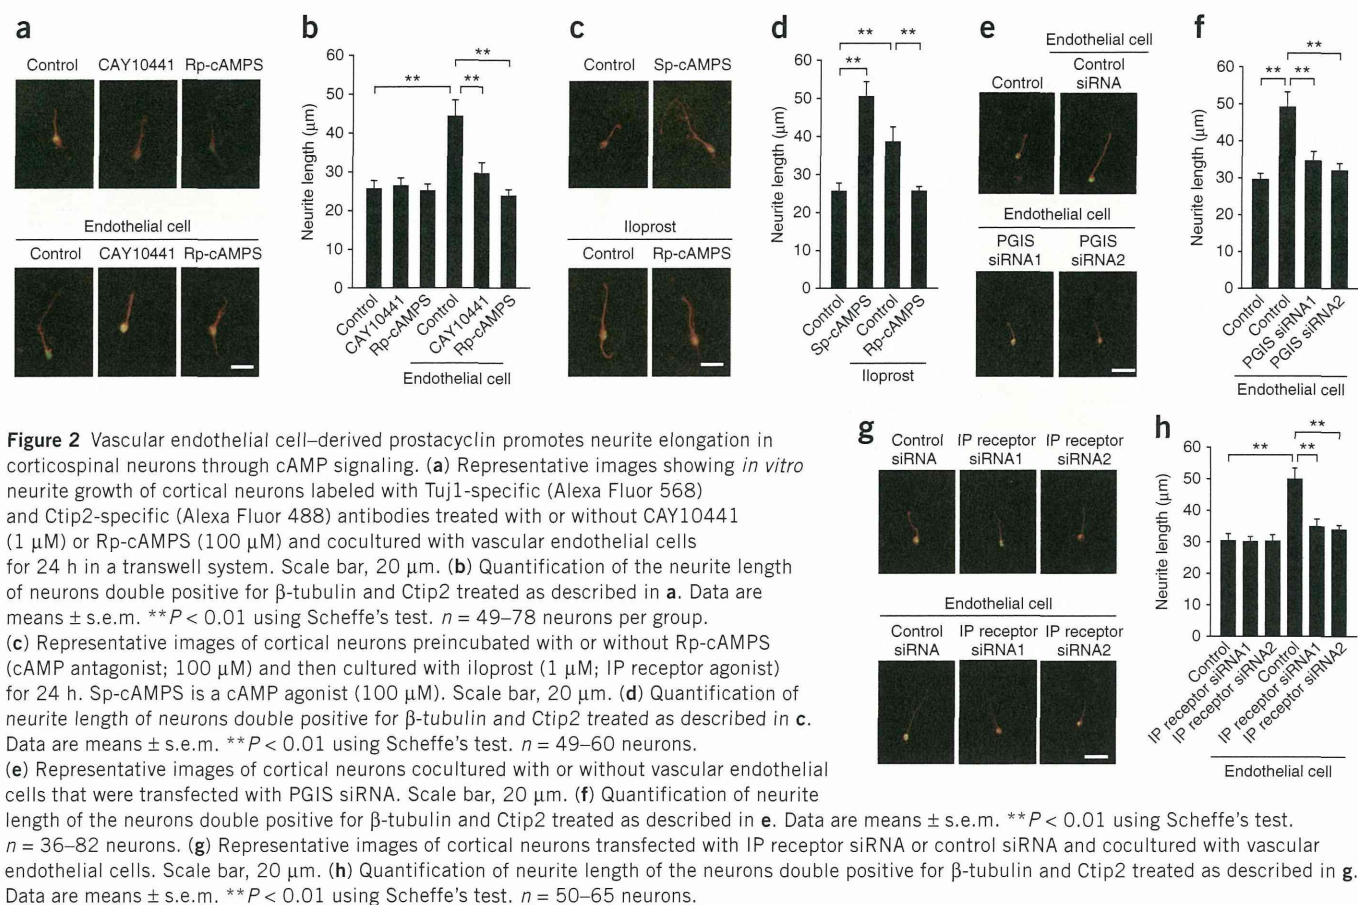 a
Control CAY10441 Rp-cAMPS
Endothelial cell
Control CAY10441 Rp-cAMPS
b
**
**
**
60
50
40
30
20
10
0
Neurite length (μm)
Control
CAY10441
Rp-cAMPS
Control
CAY10441
Rp-cAMPS
Endothelial cell
c
Control Sp-cAMPS
Iloprost
Control Rp-cAMPS
d
** **
**
60
50
40
30
20
10
0
Neurite length (μm)
Control
Sp-cAMPS
Control
Rp-cAMPS
Iloprost
e
Endothelial cell
Control
Control siRNA
Endothelial cell
PGIS siRNA1
PGIS siRNA2
f
**
** **
60
50
40
30
20
10
0
Neurite length (μm)
Control
Control
PGIS siRNA1
PGIS siRNA2
Endothelial cell
Figure 2 Vascular endothelial cell–derived prostacyclin promotes neurite elongation in
corticospinal neurons through cAMP signaling. (a) Representative images showing in vitro
neurite growth of cortical neurons labeled with Tuj1-specific (Alexa Fluor 568)
and Ctip2-specific (Alexa Fluor 488) antibodies treated with or without CAY10441
(1 μM) or Rp-cAMPS (100 μM) and cocultured with vascular endothelial cells
for 24 h in a transwell system. Scale bar, 20 μm. (b) Quantification of the neurite length
of neurons double positive for β-tubulin and Ctip2 treated as described in a. Data are
means ± s.e.m. **P < 0.01 using Scheffe's test. n = 49–78 neurons per group.
(c) Representative images of cortical neurons preincubated with or without Rp-cAMPS
(cAMP antagonist; 100 μM) and then cultured with iloprost (1 μM; IP receptor agonist)
for 24 h. Sp-cAMPS is a cAMP agonist (100 μM). Scale bar, 20 μm. (d) Quantification of
neurite length of neurons double positive for β-tubulin and Ctip2 treated as described in c.
Data are means ± s.e.m. **P < 0.01 using Scheffe's test. n = 49–60 neurons.
(e) Representative images of cortical neurons cocultured with or without vascular endothelial
cells that were transfected with PGIS siRNA. Scale bar, 20 μm. (f) Quantification of neurite
length of the neurons double positive for β-tubulin and Ctip2 treated as described in e. Data are means ± s.e.m. **P < 0.01 using Scheffe's test.
n = 36–82 neurons. (g) Representative images of cortical neurons transfected with IP receptor siRNA or control siRNA and cocultured with vascular
endothelial cells. Scale bar, 20 μm. (h) Quantification of neurite length of the neurons double positive for β-tubulin and Ctip2 treated as described in g.
Data are means ± s.e.m. **P < 0.01 using Scheffe's test. n = 50–65 neurons.
g
Control IP receptor IP receptor
siRNA siRNA1 siRNA2
Endothelial cell
Control IP receptor IP receptor
siRNA siRNA1 siRNA2
h
**
** **
60
50
40
30
20
10
0
Neurite length (μm)
Control
IP receptor siRNA1
IP receptor siRNA2
Control
IP receptor siRNA1
IP receptor siRNA2
Endothelial cell